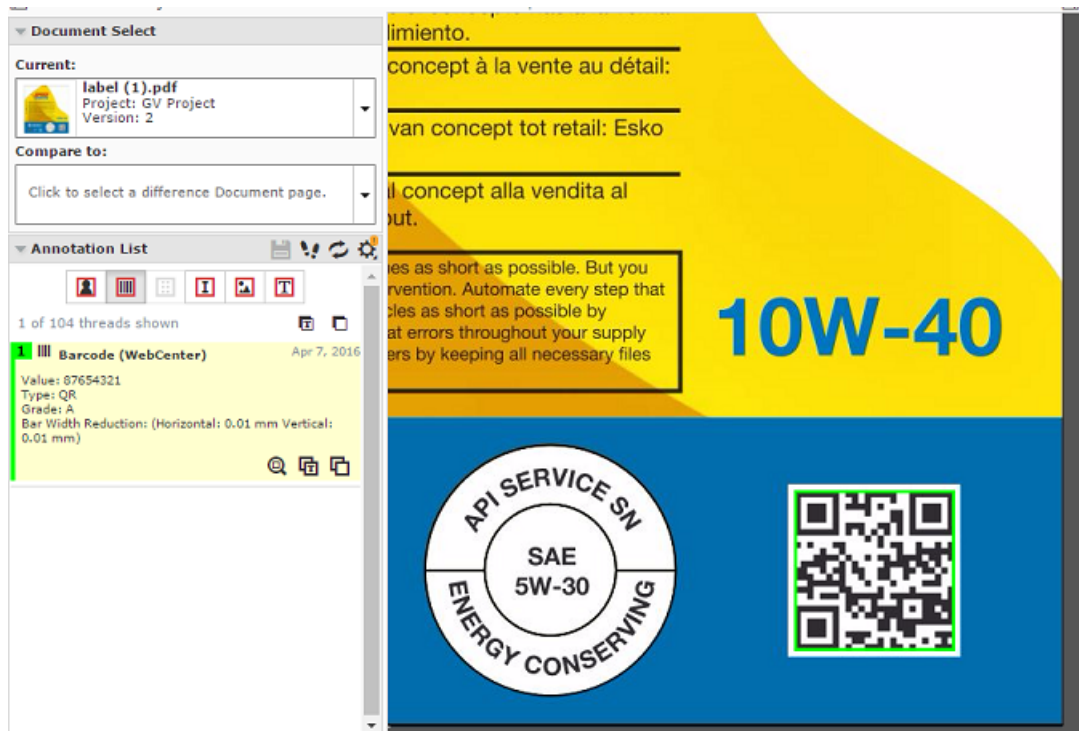 Document Select
Current:
label (1).pdf
Project: GV Project
Version: 2
Compare to:
Click to select a difference Document page.
Annotation List
1 of 104 threads shown
1 Barcode (WebCenter) Apr 7, 2016
Value: 87654321
Type: QR
Grade: A
Bar Width Reduction: (Horizontal: 0.01 mm Vertical:
0.01 mm)
limiento.
concept à la vente au détail:
van concept tot retail: Esko
concept alla vendita al
out.
as short as possible. But you
Automate every step that
as short as possible by
at errors throughout your supply
by keeping all necessary files
10W-40
API SERVICE SN
SAE
5W-30
ENERGY CONSERVING